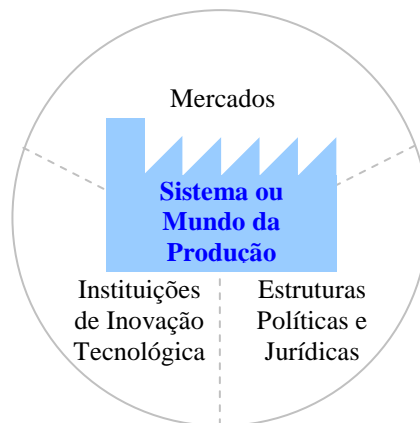 Mercados
Sistema ou
Mundo da
Produção
Instituições
de Inovação
Tecnológica
Estruturas
Políticas e
Jurídicas